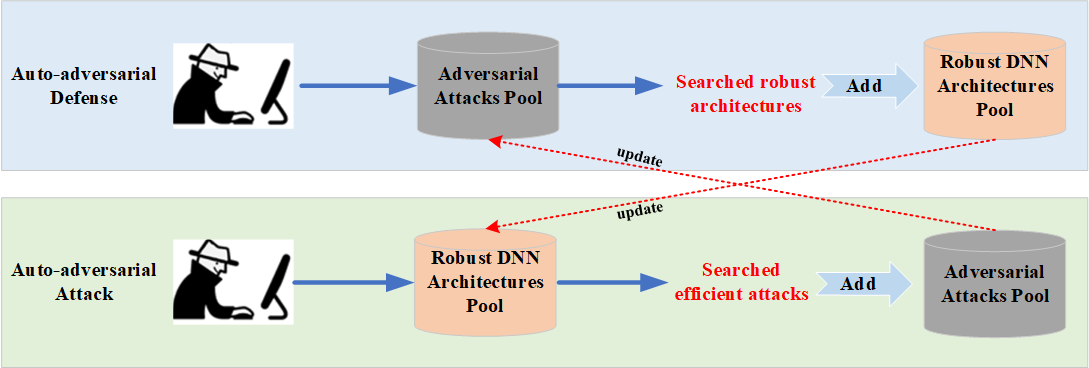 Auto-adversarial
Defense
Adversarial
Attacks Pool
Searched robust
architectures
Add
Robust DNN
Architectures
Pool
update
update
Auto-adversarial
Attack
Robust DNN
Architectures
Pool
Searched
efficient attacks
Add
Adversarial
Attacks Pool